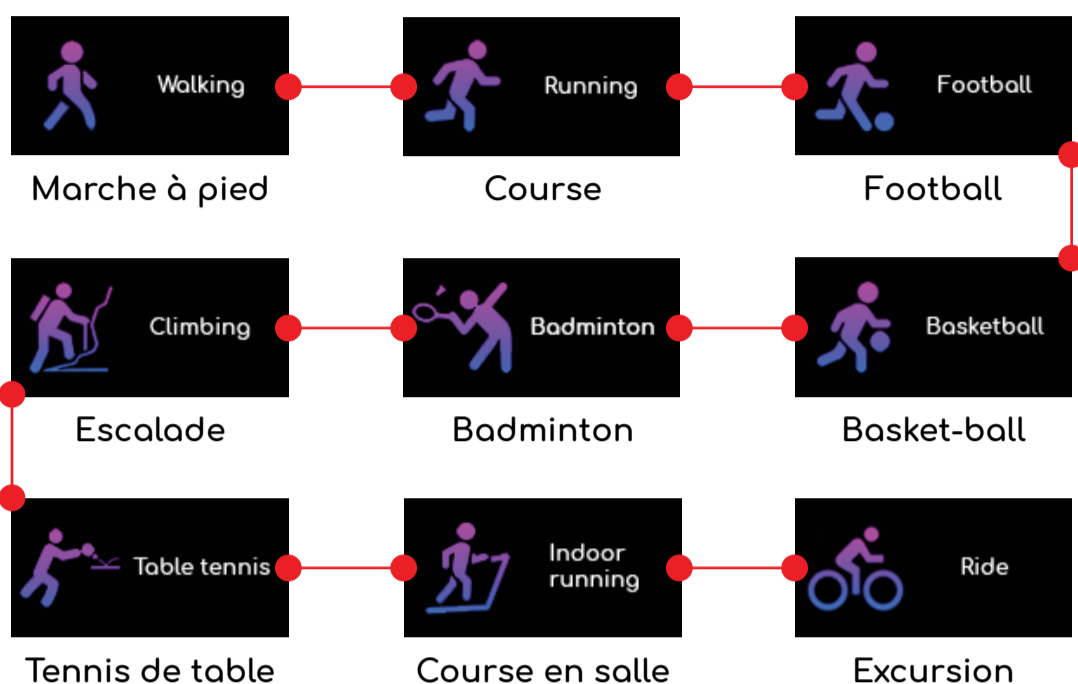 Walking
Running
Football
Marche à pied
Course
Football
Climbing
Badminton
Basketball
Escalade
Badminton
Basket-ball
Table tennis
Indoor
running
Ride
Tennis de table
Course en salle
Excursion